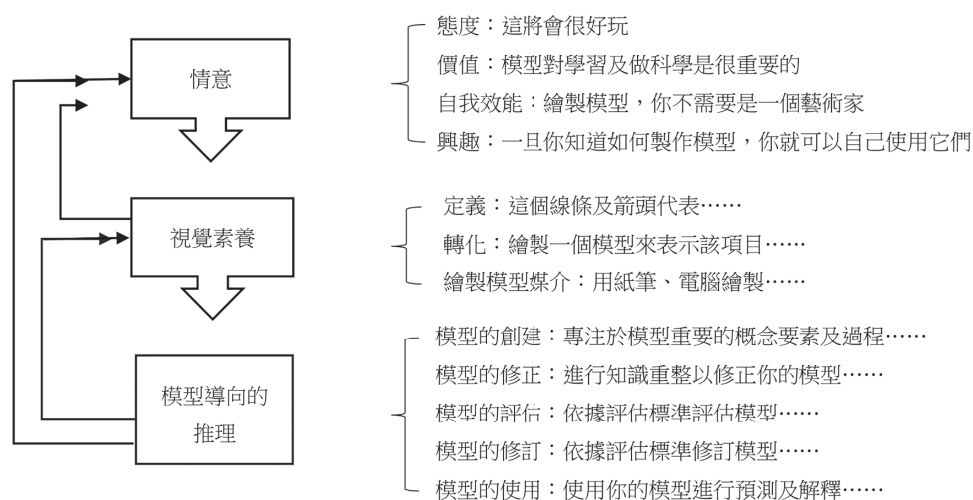 情意
態度：這將會很好玩
價值：模型對學習及做科學是很重要的
自我效能：繪製模型，你不需要是一個藝術家
興趣：一旦你知道如何製作模型，你就可以自己使用它們
視覺素養
定義：這個線條及箭頭代表……
轉化：繪製一個模型來表示該項目……
繪製模型媒介：用紙筆、電腦繪製……
模型導向的
推理
模型的創建：專注於模型重要的概念要素及過程……
模型的修正：進行知識重整以修正你的模型……
模型的評估：依據評估標準評估模型……
模型的修訂：依據評估標準修訂模型……
模型的使用：使用你的模型進行預測及解釋……